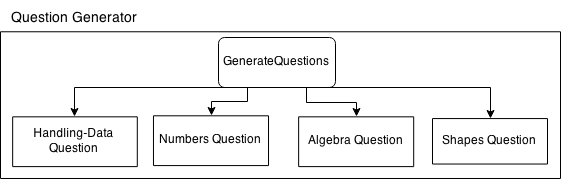 Question Generator
GenerateQuestions
Handling-Data
Question
Numbers Question
Algebra Question
Shapes Question